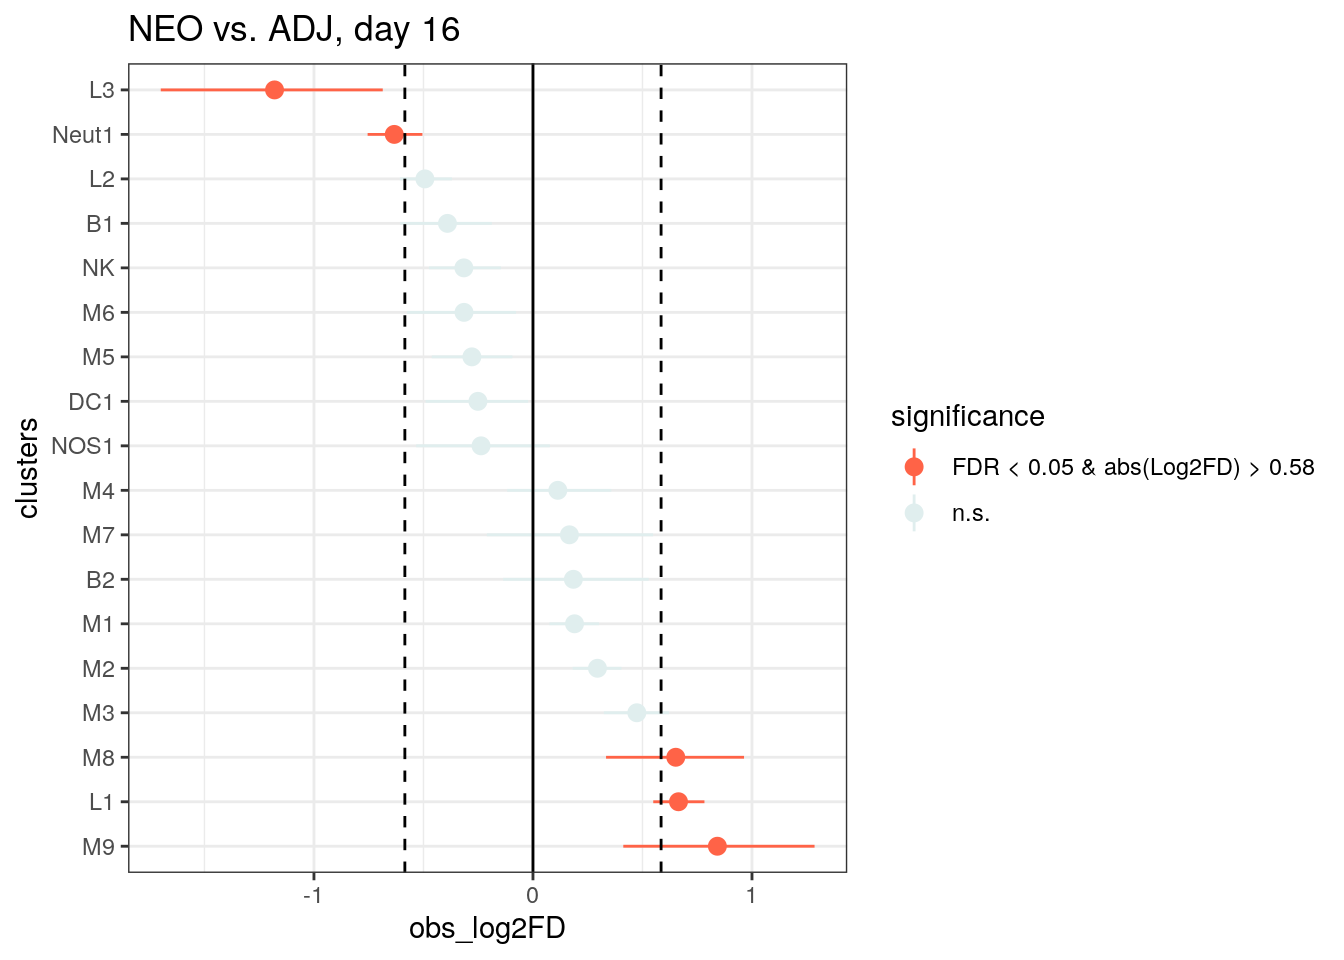 NEO vs. ADJ, day 16
L3
Neut1
L2
B1
NK
M6
M5
DC1
NOS1
M4
M7
B2
M1
M2
M3
M8
L1
M9
clusters
-1
0
1
obs_log2FD
significance
FDR < 0.05 & abs(Log2FD) > 0.58
n.s.